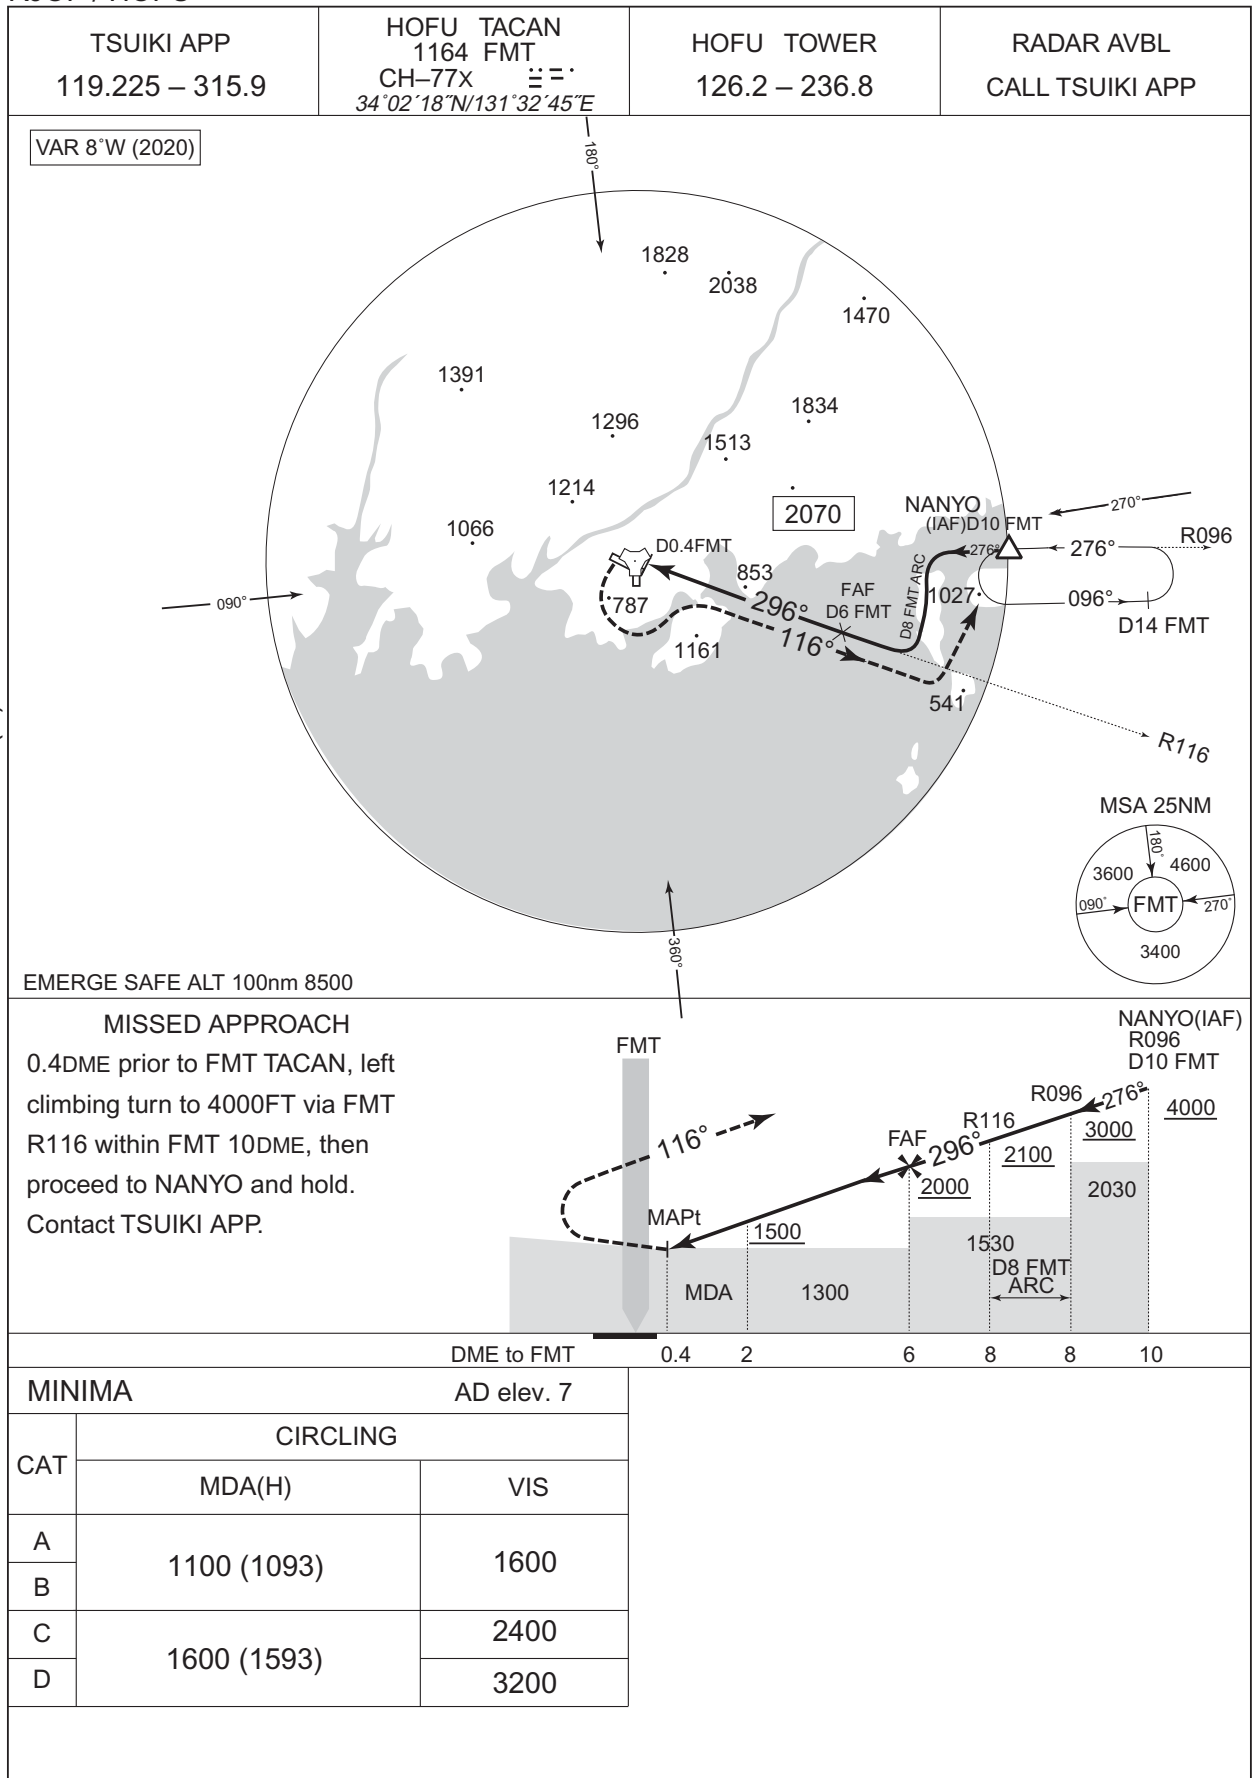 TSUIKI APP
119.225 – 315.9
HOFU TACAN
1164 FMT
CH–77X
34°02´18˝N/131°32´45˝E
HOFU TOWER
126.2 – 236.8
RADAR AVBL
CALL TSUIKI APP
VAR 8°W (2020)
180°
1828
2038
1470
1391
1296
1834
1513
1214
1066
2070
NANYO
(IAF)D10 FMT
270°
R096
D0.4FMT
276°
276°
853
FAF
D6 FMT
D8 FMT ARC
1027
096°
D14 FMT
090°
787
296°
116°
1161
541
R116
MSA 25NM
180°
3600
4600
090°
FMT
270°
3400
360°
EMERGE SAFE ALT 100nm 8500
MISSED APPROACH
0.4DME prior to FMT TACAN, left
climbing turn to 4000FT via FMT
R116 within FMT 10DME, then
proceed to NANYO and hold.
Contact TSUIKI APP.
FMT
NANYO(IAF)
R096
D10 FMT
R096
276°
4000
R116
3000
FAF
296°
2100
116°
2000
2030
MAPt
1500
1530
D8 FMT
ARC
MDA
1300
DME to FMT
0.4 2 6 8 8 10
MINIMA
AD elev. 7
CAT
CIRCLING
MDA(H)
VIS
A
B
1100 (1093)
1600
C
D
1600 (1593)
2400
3200